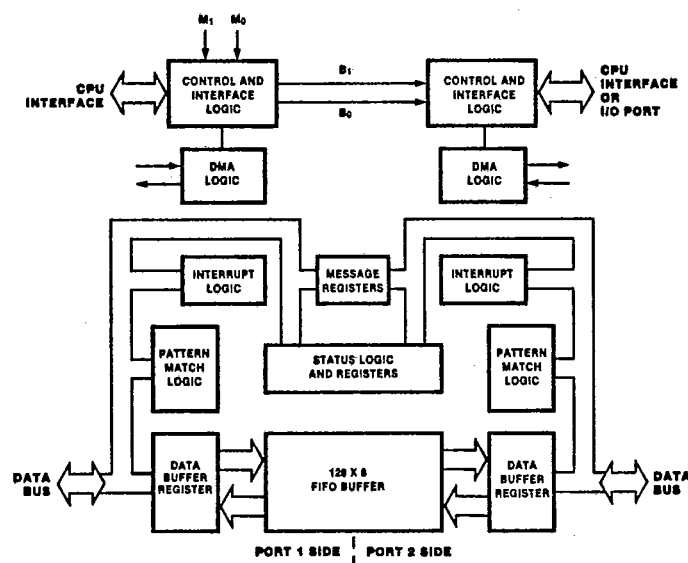 M1 M0
CPU
INTERFACE
CONTROL AND
INTERFACE
LOGIC
B1
B0
CONTROL AND
INTERFACE
LOGIC
CPU
INTERFACE
OR
I/O PORT
DMA
LOGIC
DMA
LOGIC
INTERRUPT
LOGIC
MESSAGE
REGISTERS
INTERRUPT
LOGIC
PATTERN
MATCH
LOGIC
STATUS LOGIC
AND REGISTERS
PATTERN
MATCH
LOGIC
DATA
BUS
DATA
BUFFER
REGISTER
128 X 8
FIFO BUFFER
DATA
BUFFER
REGISTER
DATA
BUS
PORT 1 SIDE | PORT 2 SIDE